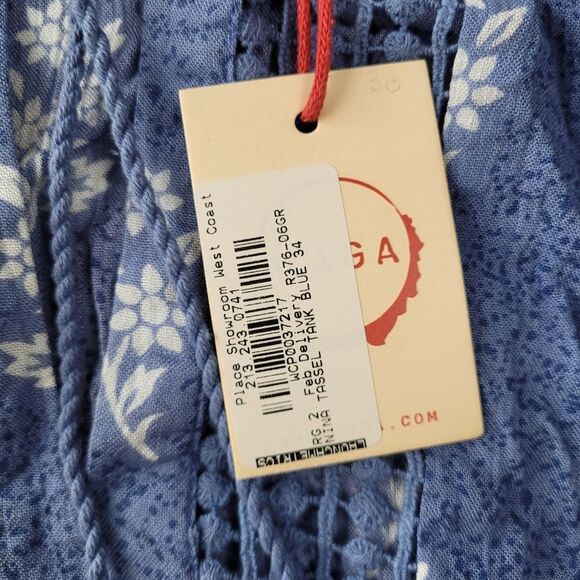 38
GA
.COM
Place Showroom West Coast
213 243 0741
WCP0037217
Delivery R376-06GR
RG 2 Feb
NINA TASSEL TANK BLUE 34
LAUNCHMETRICS